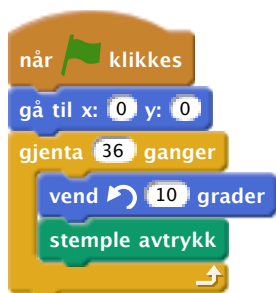 når klikkes
gå til x: 0 y: 0
gjenta 36 ganger
vend 10 grader
stemple avtrykk